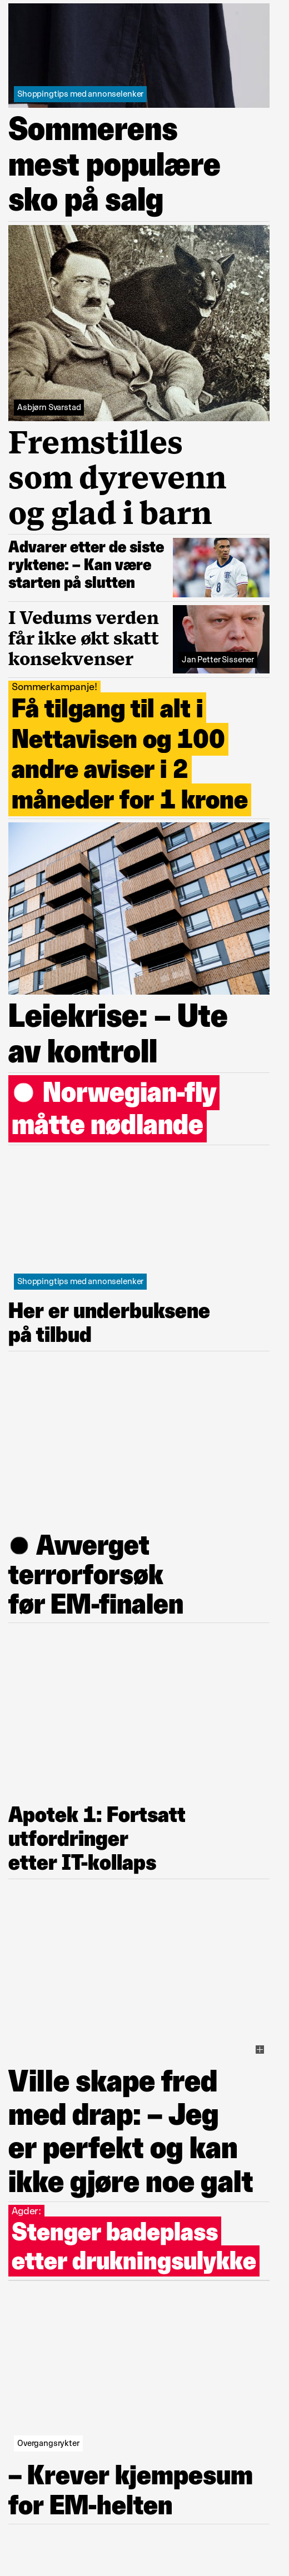 Shoppingtips med annonselenker
Sommerens
mest populære
sko på salg
Asbjørn Svarstad
Fremstilles
som dyrevenn
og glad i barn
Advarer etter de siste
ryktene: – Kan være
starten på slutten
I Vedums verden
får ikke økt skatt
konsekvenser
Jan Petter Sissener
Sommerkampanje!
Få tilgang til alt i
Nettavisen og 100
andre aviser i 2
måneder for 1 krone
Leiekrise: – Ute
av kontroll
Norwegian-fly
måtte nødlande
Shoppingtips med annonselenker
Her er underbuksene
på tilbud
Avverget
terrorforsøk
før EM-finalen
Apotek 1: Fortsatt
utfordringer
etter IT-kollaps
Ville skape fred
med drap: – Jeg
er perfekt og kan
ikke gjøre noe galt
Agder:
Stenger badeplass
etter drukningsulykke
Overgangsrykter
– Krever kjempesum
for EM-helten